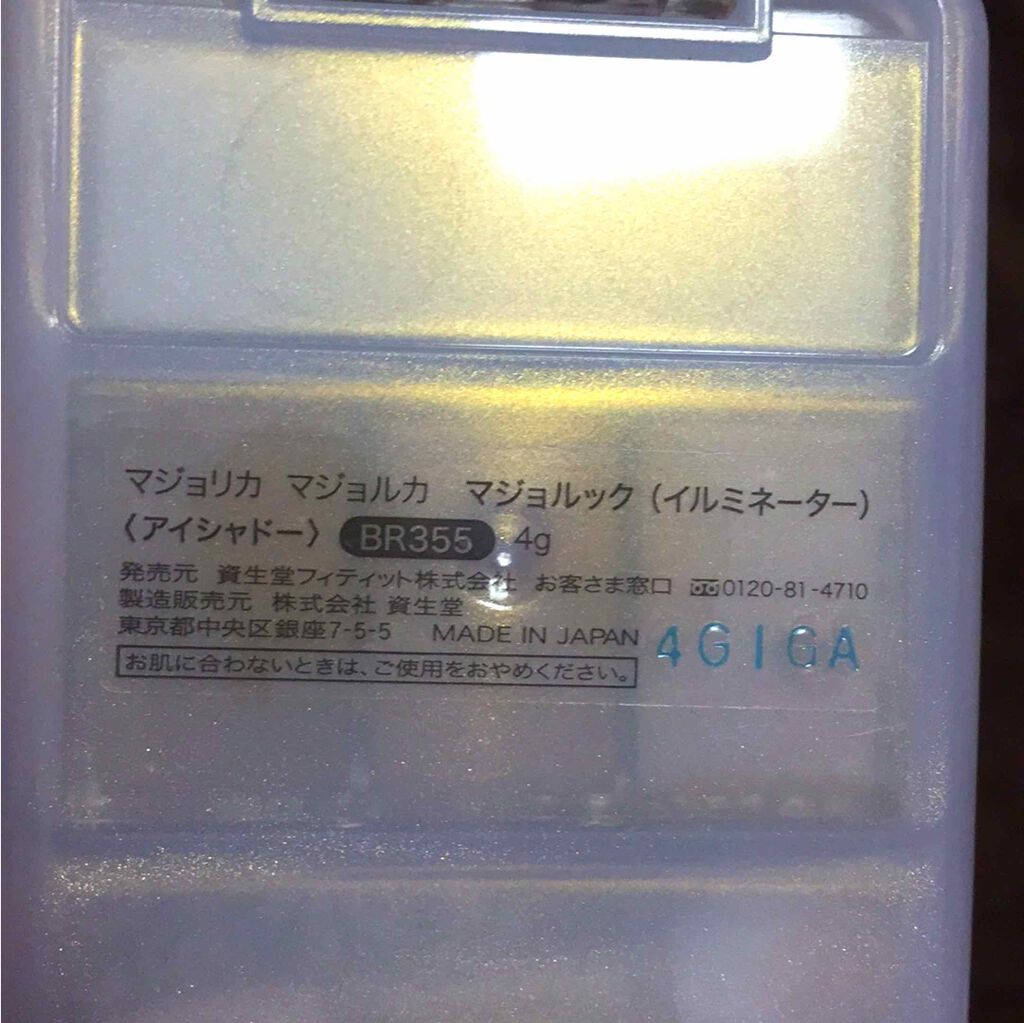 マジョリカ マジョルカ マジョルック（イルミネーター）
〈アイシャドー〉 BR355 4g
発売元 資生堂フィティット株式会社 お客さま窓口 0120-81-4710
製造販売元 株式会社 資生堂
東京都中央区銀座7-5-5 MADE IN JAPAN
お肌に合わないときは、ご使用をおやめください。